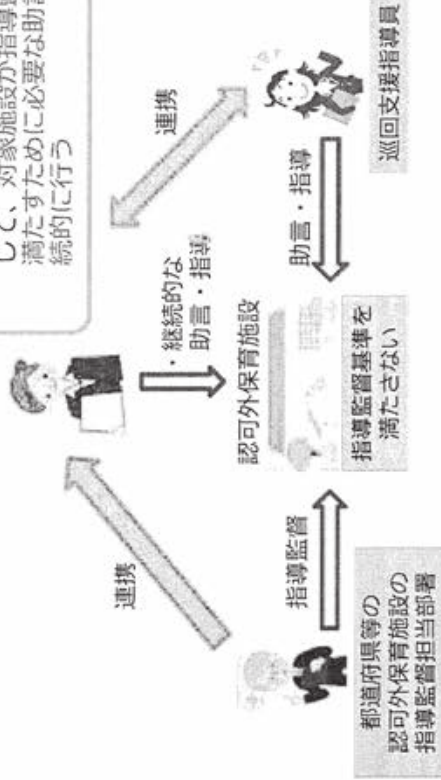 して、対象施設が指導監
満たすために必要な助言
続的に行う
連携
・継続的な
助言・指導
連携
認可外保育施設
指導監督
助言・指導
指導監督基準を
満たさない
都道府県等の
認可外保育施設の
指導監督担当部署
巡回支援指導員